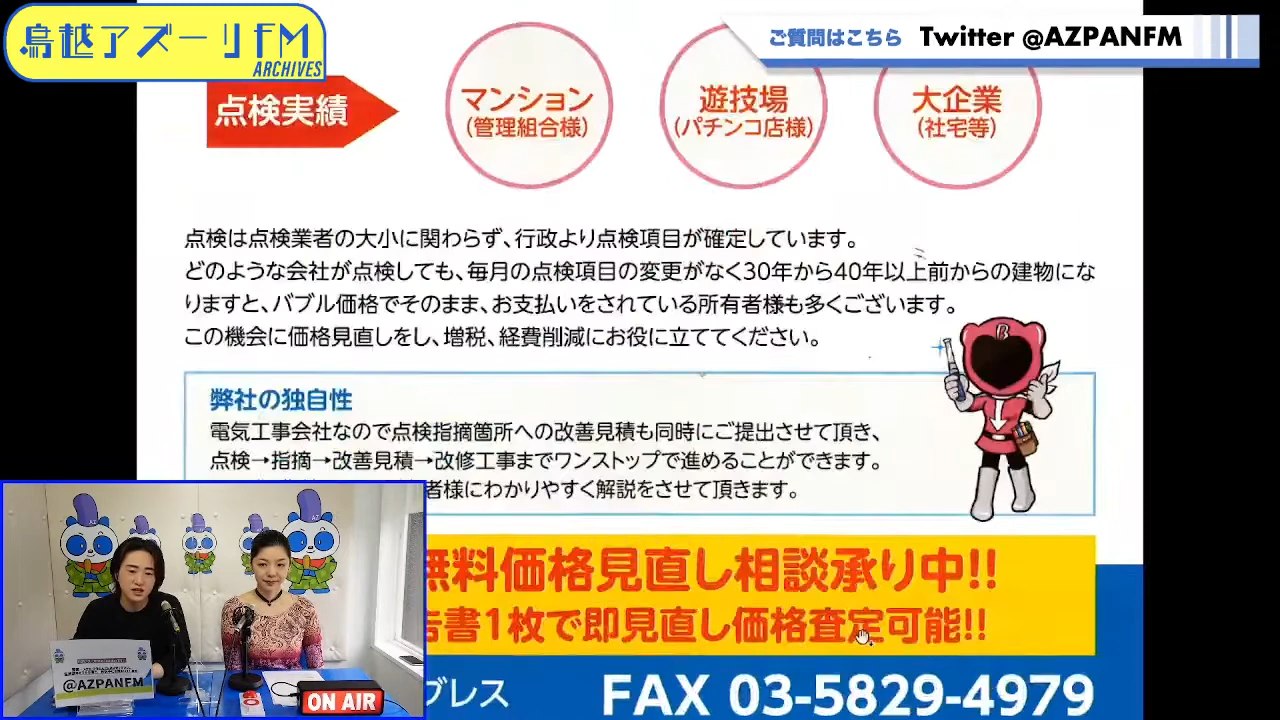 鳥越アズーリFM
ARCHIVES
ご質問はこちら Twitter @AZPANFM
点検実績
マンション
(管理組合様)
遊技場
(パチンコ店様)
大企業
(社宅等)
点検は点検業者の大小に関わらず、行政より点検項目が確定しています。
どのような会社が点検しても、毎月の点検項目の変更がなく30年から40年以上前からの建物にな
りますと、バブル価格でそのまま、お支払いをされている所有者様も多くございます。
この機会に価格見直しをし、増税、経費削減にお役に立ててください。
弊社の独自性
電気工事会社なので点検指摘箇所への改善見積も同時にご提出させて頂き、
点検→指摘→改善見積→改修工事までワンストップで進めることができます。
者様にわかりやすく解説をさせて頂きます。
無料価格見直し相談承り中!!
告書1枚で即見直し価格査定可能!!
ブレス
FAX 03-5829-4979
@AZPANFM
ON AIR